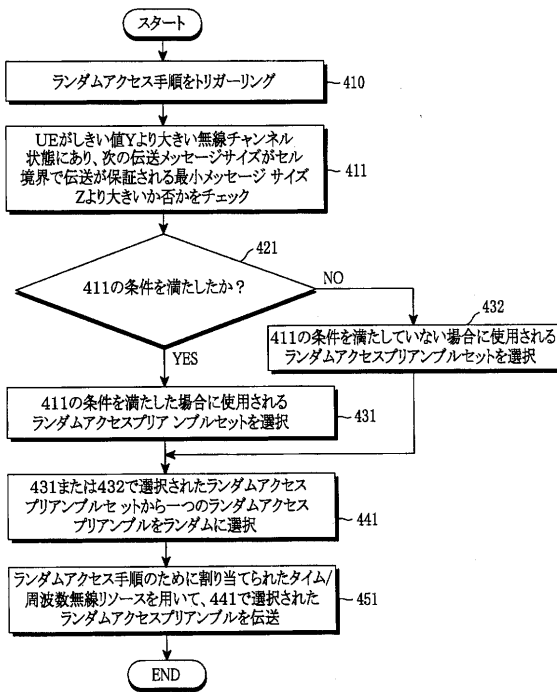 スタート
ランダムアクセス手順をトリガーリング
410
UEがしきい値Yより大きい無線チャンネル
状態にあり、次の伝送メッセージサイズがセル
境界で伝送が保証される最小メッセージ サイズ
Zより大きいか否かをチェック
411
421
411の条件を満たしたか?
NO
432
411の条件を満たしていない場合に使用される
ランダムアクセスプリアンブルセットを選択
YES
411の条件を満たした場合に使用される
ランダムアクセスプリア ンブルセットを選択
431
431または432で選択されたランダムアクセス
プリアンブルセットから一つのランダムアクセス
プリアンブルをランダムに選択
441
ランダムアクセス手順のために割り当てられたタイム/
周波数無線リソースを用いて、441で選択された
ランダムアクセスプリアンブルを伝送
451
END